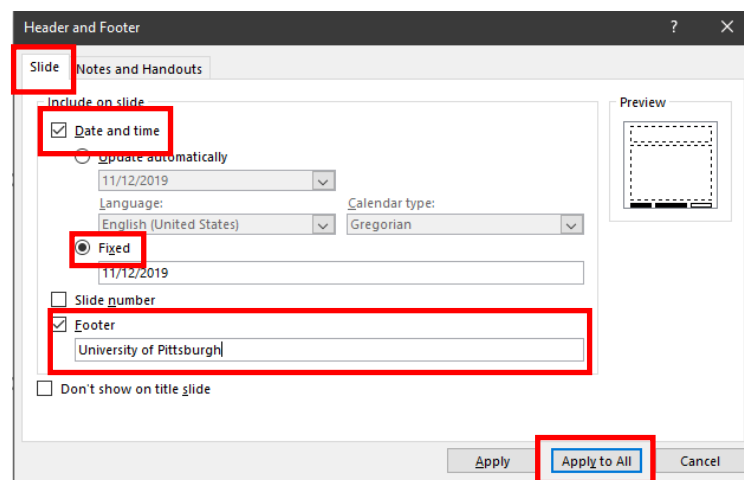 Header and Footer ? ×
Slide Notes and Handouts
Include on slide
Preview
Date and time
Update automatically
11/12/2019
Language: Calendar type:
English (United States) Gregorian
Fixed
11/12/2019
Slide number
Footer
University of Pittsburgh
Don't show on title slide
Apply Apply to All Cancel